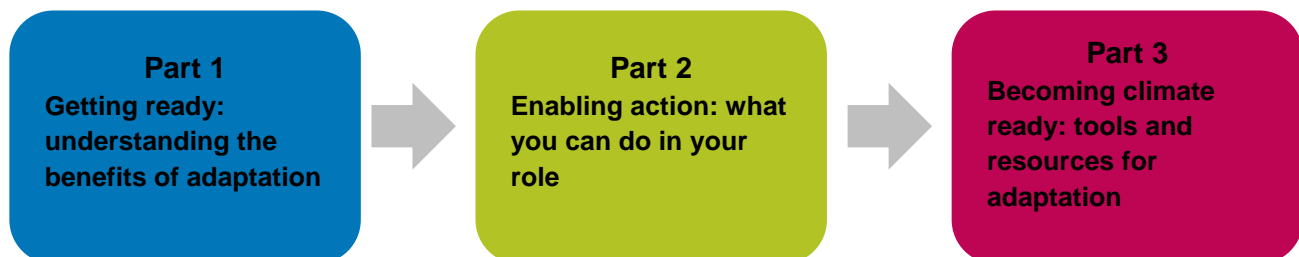 Part 1
Getting ready:
understanding the
benefits of adaptation
Part 2
Enabling action: what
you can do in your
role
Part 3
Becoming climate
ready: tools and
resources for
adaptation